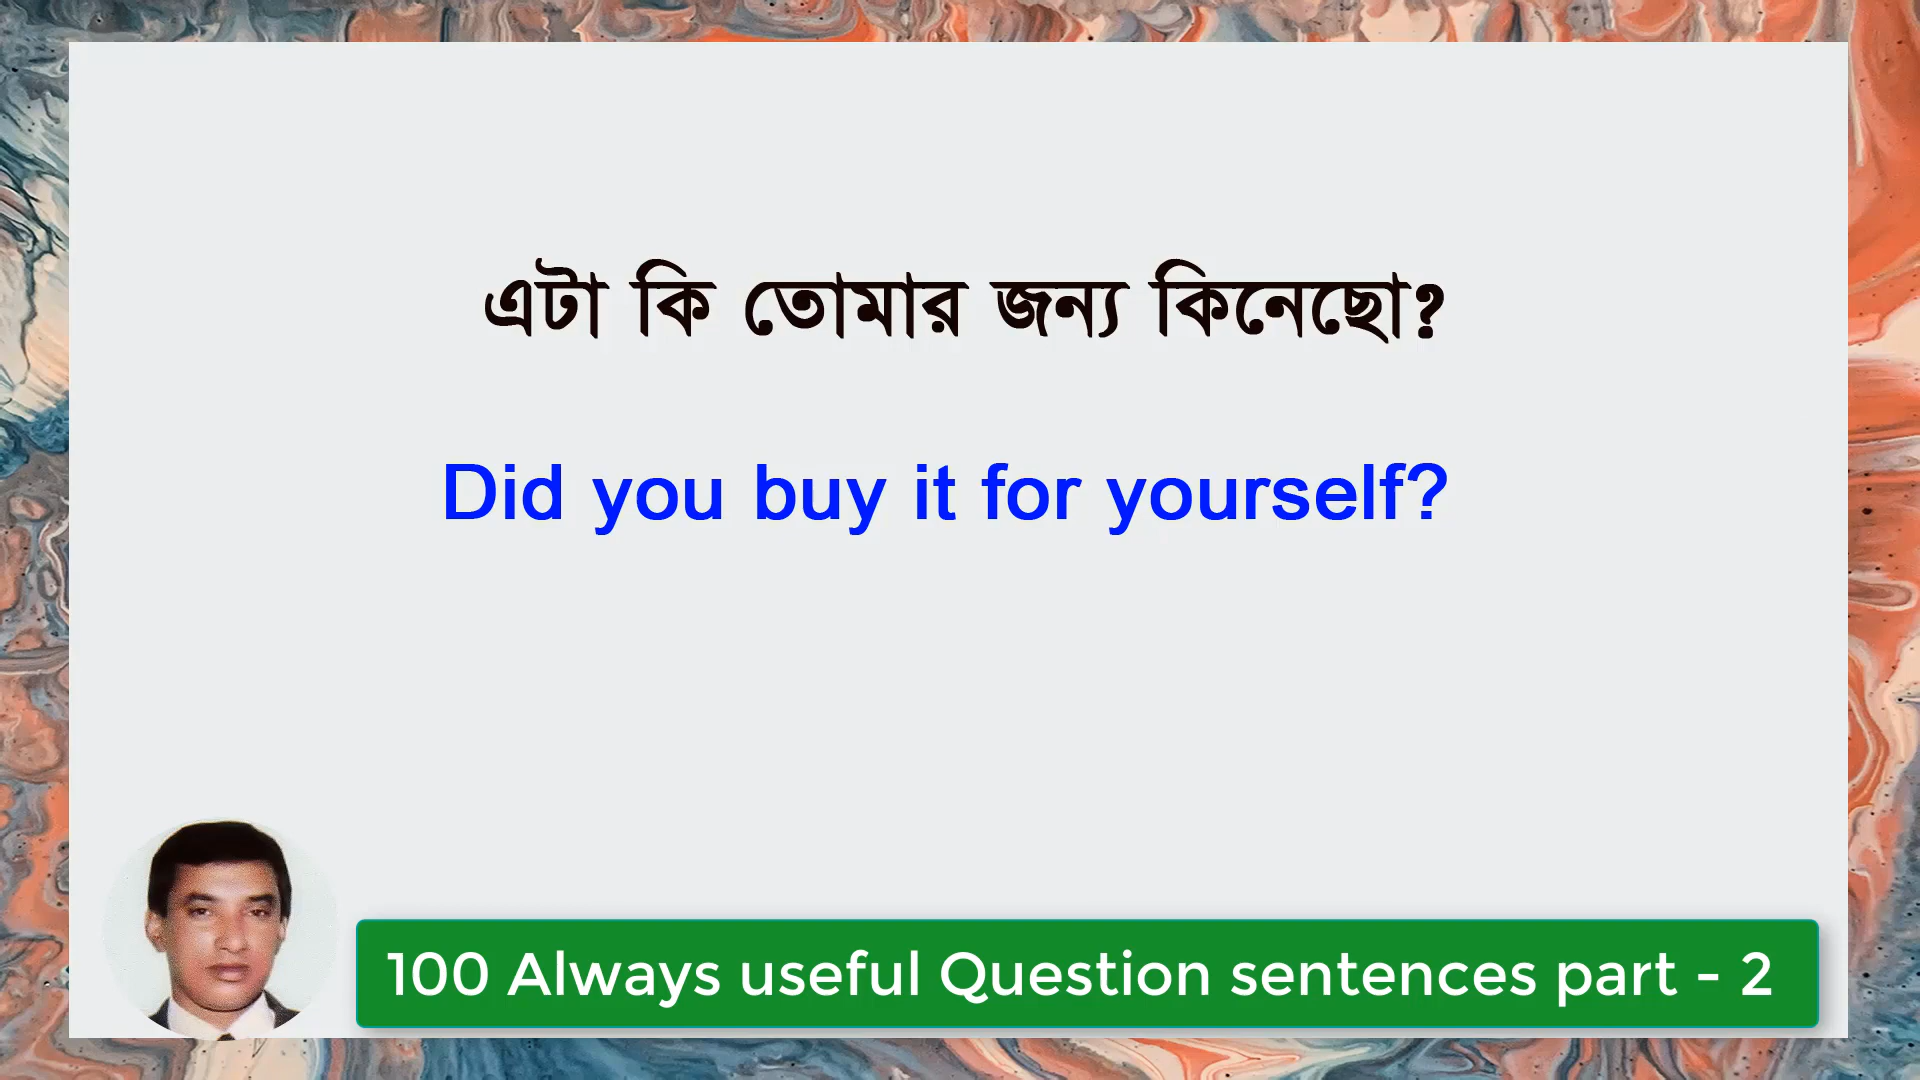 এটা কি তোমার জন্য কিনেছো?
Did you buy it for yourself?
100 Always useful Question sentences part - 2